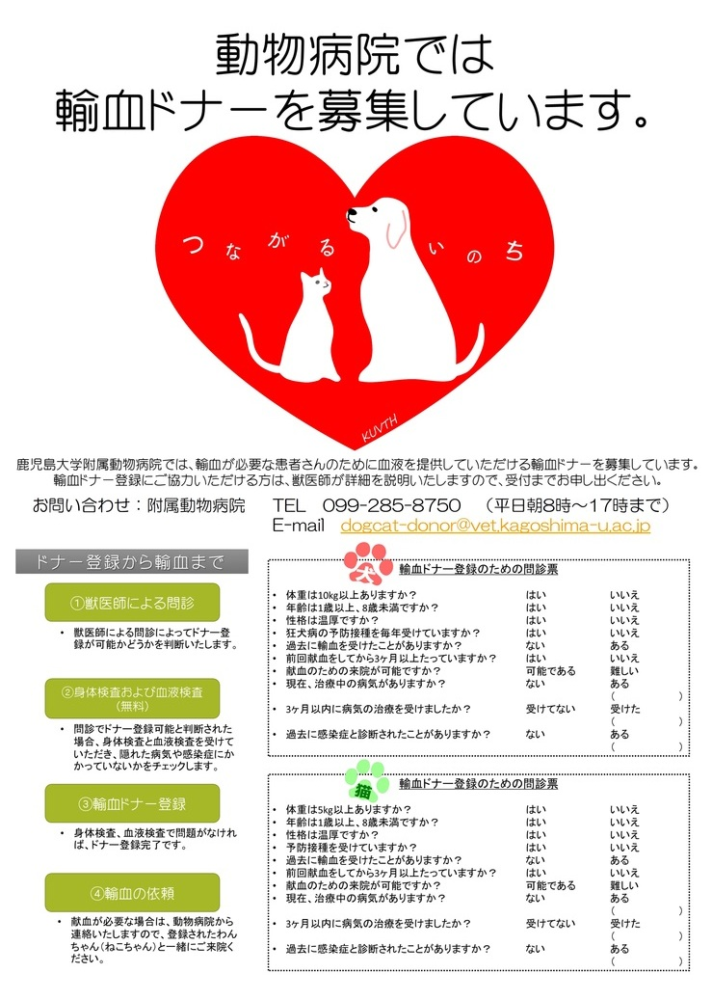 動物病院では
輸血ドナーを募集しています。
つながるいのち
KUVTH
鹿児島大学附属動物病院では、輸血が必要な患者さんのために血液を提供していただける輸血ドナーを募集しています。
輸血ドナー登録にご協力いただける方は、獣医師が詳細を説明いたしますので、受付までお申し出ください。
お問い合わせ：附属動物病院 TEL 099-285-8750 （平日朝8時～17時まで）
E-mail dogcat-donor@vet.kagoshima-u.ac.jp
ドナー登録から輸血まで
①獣医師による問診
• 獣医師による問診によってドナー登
録が可能かどうかを判断いたします。
②身体検査および血液検査
（無料）
• 問診でドナー登録可能と判断された
場合、身体検査と血液検査を受けて
いただき、隠れた病気や感染症にか
かっていないかをチェックします。
③輸血ドナー登録
• 身体検査、血液検査で問題がなけれ
ば、ドナー登録完了です。
④輸血の依頼
• 献血が必要な場合は、動物病院から
連絡いたしますので、登録されたわん
ちゃん（ねこちゃん）と一緒にご来院く
ださい。
犬 輸血ドナー登録のための問診票
• 体重は10kg以上ありますか？ はい いいえ
• 年齢は1歳以上、8歳未満ですか？ はい いいえ
• 性格は温厚ですか？ はい いいえ
• 狂犬病の予防接種を毎年受けていますか？ はい いいえ
• 過去に輸血を受けたことがありますか？ ない ある
• 前回献血をしてから3ヶ月以上たっていますか？ はい いいえ
• 献血のための来院が可能ですか？ 可能である 難しい
• 現在、治療中の病気がありますか？ ない ある
（ ）
• 3ヶ月以内に病気の治療を受けましたか？ 受けてない 受けた
（ ）
• 過去に感染症と診断されたことがありますか？ ない ある
（ ）
猫 輸血ドナー登録のための問診票
• 体重は5kg以上ありますか？ はい いいえ
• 年齢は1歳以上、8歳未満ですか？ はい いいえ
• 性格は温厚ですか？ はい いいえ
• 予防接種を受けていますか？ はい いいえ
• 過去に輸血を受けたことがありますか？ ない ある
• 前回献血をしてから3ヶ月以上たっていますか？ はい いいえ
• 献血のための来院が可能ですか？ 可能である 難しい
• 現在、治療中の病気がありますか？ ない ある
（ ）
• 3ヶ月以内に病気の治療を受けましたか？ 受けてない 受けた
（ ）
• 過去に感染症と診断されたことがありますか？ ない ある
（ ）